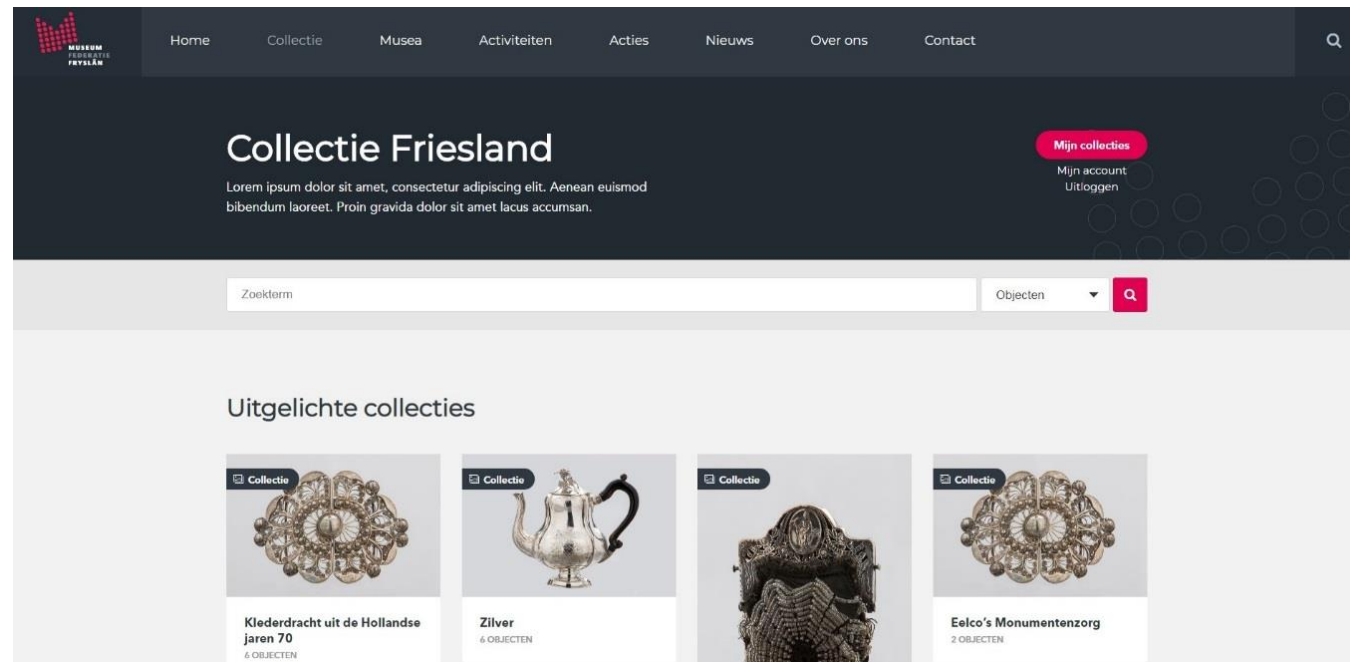 MUSEUM
FEDERATIE
FRYSLÂN
Home Collectie Musea Activiteiten Acties Nieuws Over ons Contact
Collectie Friesland
Lorem ipsum dolor sit amet, consectetur adipiscing elit. Aenean euismod
bibendum laoreet. Proin gravida dolor sit amet lacus accumsan.
Mijn collecties
Mijn account
Uitloggen
Zoekterm
Objecten
Uitgelichte collecties
Collectie
Klederdracht uit de Hollandse
jaren 70
6 OBJECTEN
Collectie
Zilver
6 OBJECTEN
Collectie
Collectie
Eelco's Monumentenzorg
2 OBJECTEN